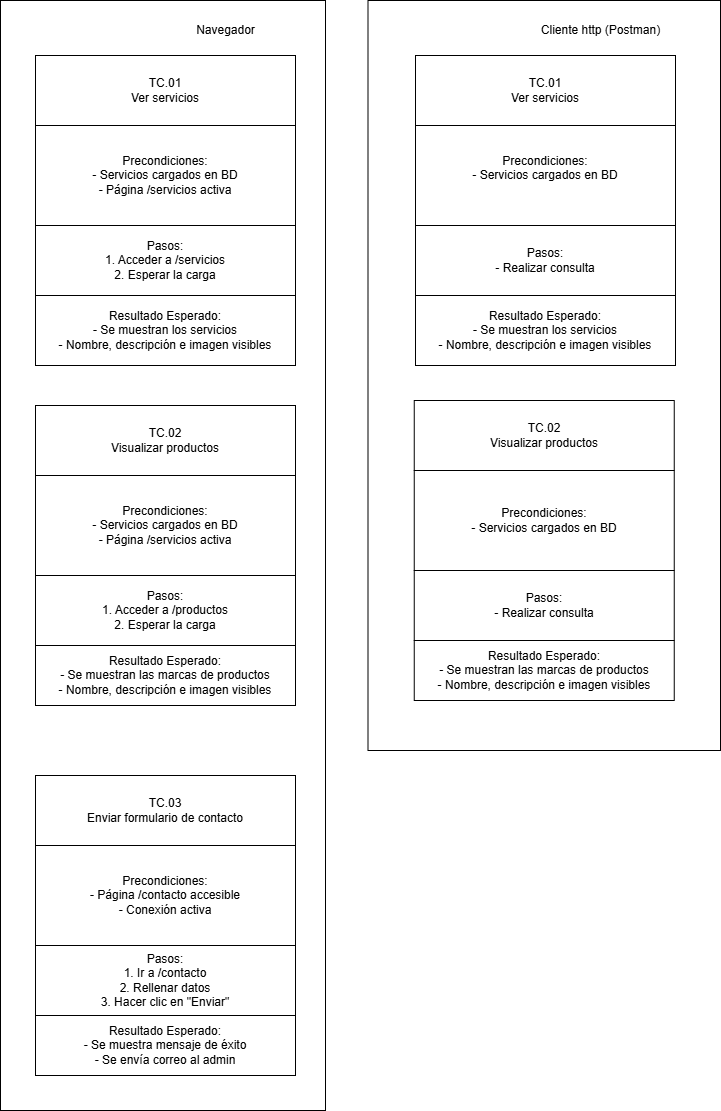 Navegador
TC.01
Ver servicios
Precondiciones:
- Servicios cargados en BD
- Página /servicios activa
Pasos:
1. Acceder a /servicios
2. Esperar la carga
Resultado Esperado:
- Se muestran los servicios
- Nombre, descripción e imagen visibles
TC.02
Visualizar productos
Precondiciones:
- Servicios cargados en BD
- Página /servicios activa
Pasos:
1. Acceder a /productos
2. Esperar la carga
Resultado Esperado:
- Se muestran las marcas de productos
- Nombre, descripción e imagen visibles
TC.03
Enviar formulario de contacto
Precondiciones:
- Página /contacto accesible
- Conexión activa
Pasos:
1. Ir a /contacto
2. Rellenar datos
3. Hacer clic en "Enviar"
Resultado Esperado:
- Se muestra mensaje de éxito
- Se envía correo al admin
Cliente http (Postman)
TC.01
Ver servicios
Precondiciones:
- Servicios cargados en BD
Pasos:
- Realizar consulta
Resultado Esperado:
- Se muestran los servicios
- Nombre, descripción e imagen visibles
TC.02
Visualizar productos
Precondiciones:
- Servicios cargados en BD
Pasos:
- Realizar consulta
Resultado Esperado:
- Se muestran las marcas de productos
- Nombre, descripción e imagen visibles